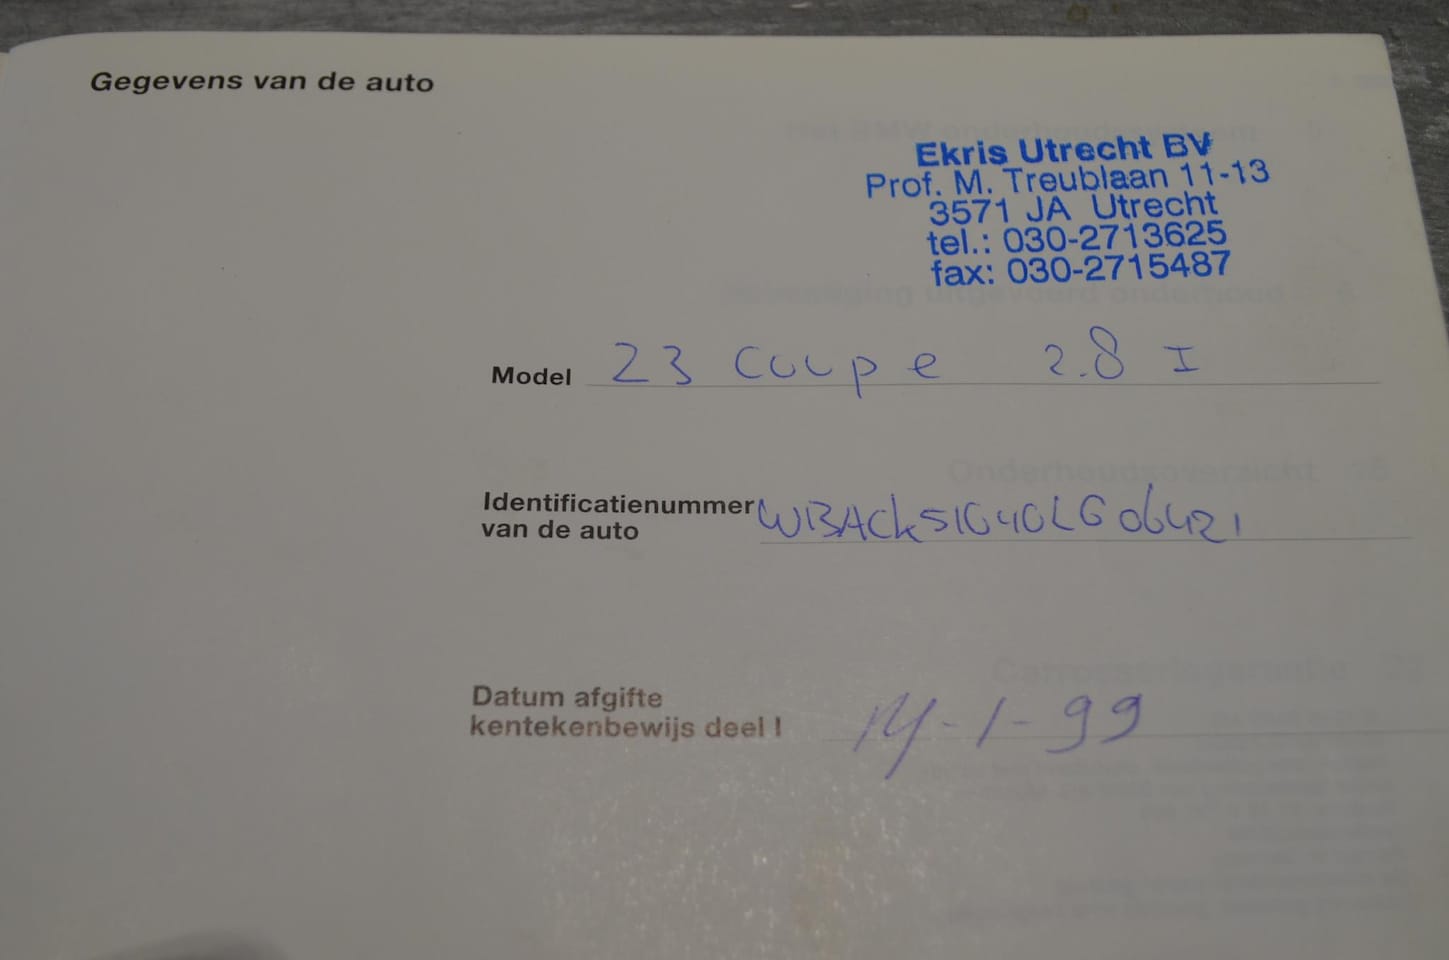 Gegevens van de auto
Ekris Utrecht BV
Prof. M. Treublaan 11-13
3571 JA Utrecht
tel.: 030-2713625
fax: 030-2715487
Model Z3 coupe 2.8 I
Identificatienummer WBACK51040LG06421
van de auto
Datum afgifte
kentekenbewijs deel I 14-1-99